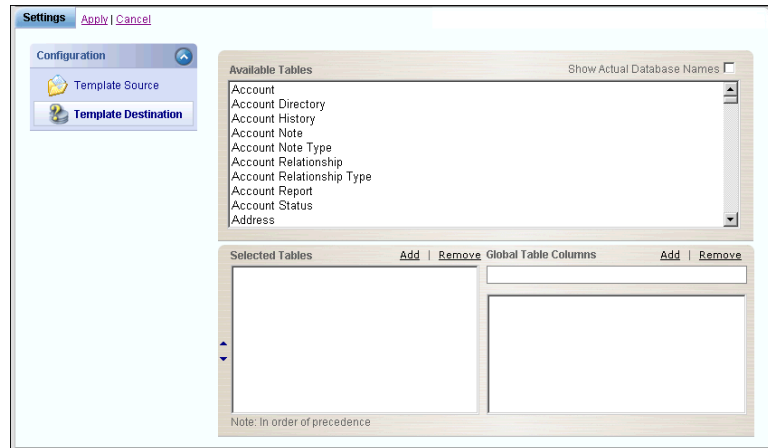 Settings Apply | Cancel
Configuration
Template Source
Template Destination
Available Tables Show Actual Database Names
Account
Account Directory
Account History
Account Note
Account Note Type
Account Relationship
Account Relationship Type
Account Report
Account Status
Address
Selected Tables Add | Remove Global Table Columns Add | Remove
Note: In order of precedence